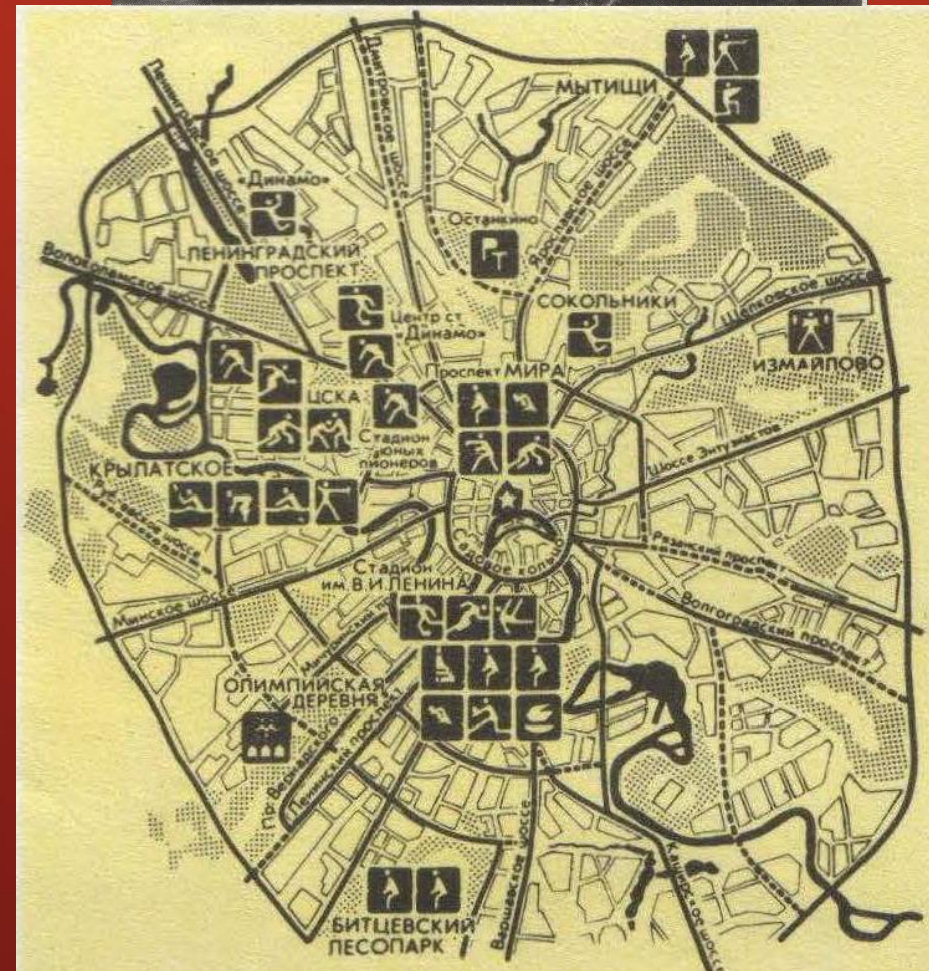 МЫТИЩИ
Ленинградское шоссе
Дмитровское шоссе
Ярославское шоссе
«Динамо»
ЛЕНИНГРАДСКИЙ
ПРОСПЕКТ
Останкино
Волоколамское шоссе
СОКОЛЬНИКИ
Щелковское шоссе
ИЗМАЙЛОВО
Центр ст.
«Динамо»
Проспект МИРА
ЦСКА
Стадион
юных
пионеров
Шоссе Энтузиастов
КРЫЛАТСКОЕ
шоссе
Садовое кольцо
Рязанский проспект
Стадион
им. В.И.ЛЕНИНА
Минское шоссе
Волгоградский проспект
ОЛИМПИЙСКАЯ
ДЕРЕВНЯ
Пр. Вернадского
Ленинский проспект
Варшавское шоссе
Каширское шоссе
БИТЦЕВСКИЙ
ЛЕСОПАРК